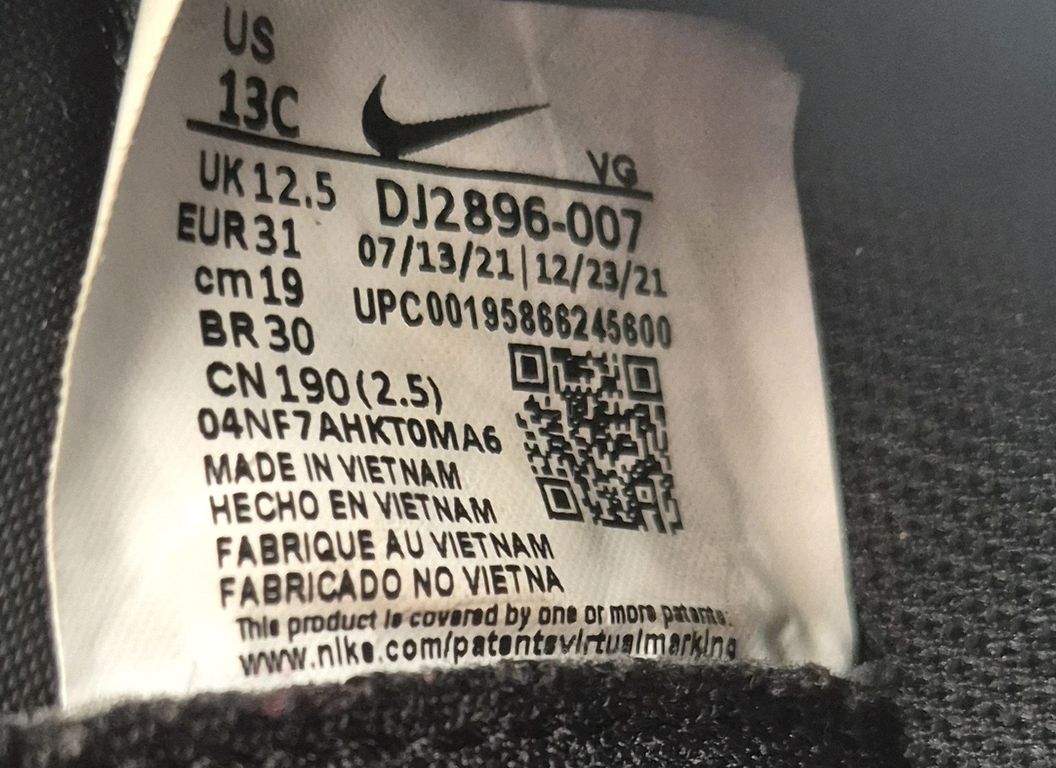 US
13C
VG
UK 12.5
DJ2896-007
EUR 31
07/13/21|12/23/21
cm 19
UPC00195866245600
BR 30
CN 190 (2.5)
04NF7AHKT0MA6
MADE IN VIETNAM
HECHO EN VIETNAM
FABRIQUE AU VIETNAM
FABRICADO NO VIETNA
This product is covered by one or more patents:
www.nike.com/patentsvirtualmarking